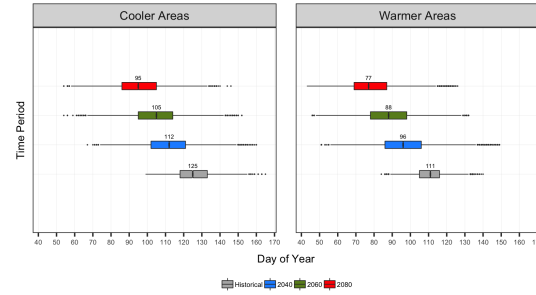 Cooler Areas
Warmer Areas
Time Period
95
105
112
125
77
88
96
111
40 50 60 70 80 90 100 110 120 130 140 150 160 170
40 50 60 70 80 90 100 110 120 130 140 150 160 170
Day of Year
Historical 2040 2060 2080